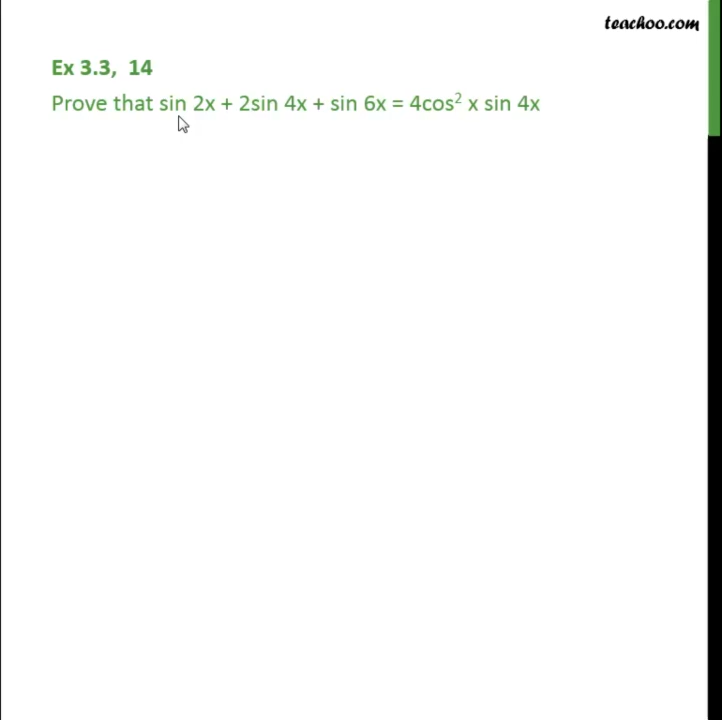 teachoo.com
Ex 3.3, 14
Prove that sin 2x + 2sin 4x + sin 6x = 4cos² x sin 4x